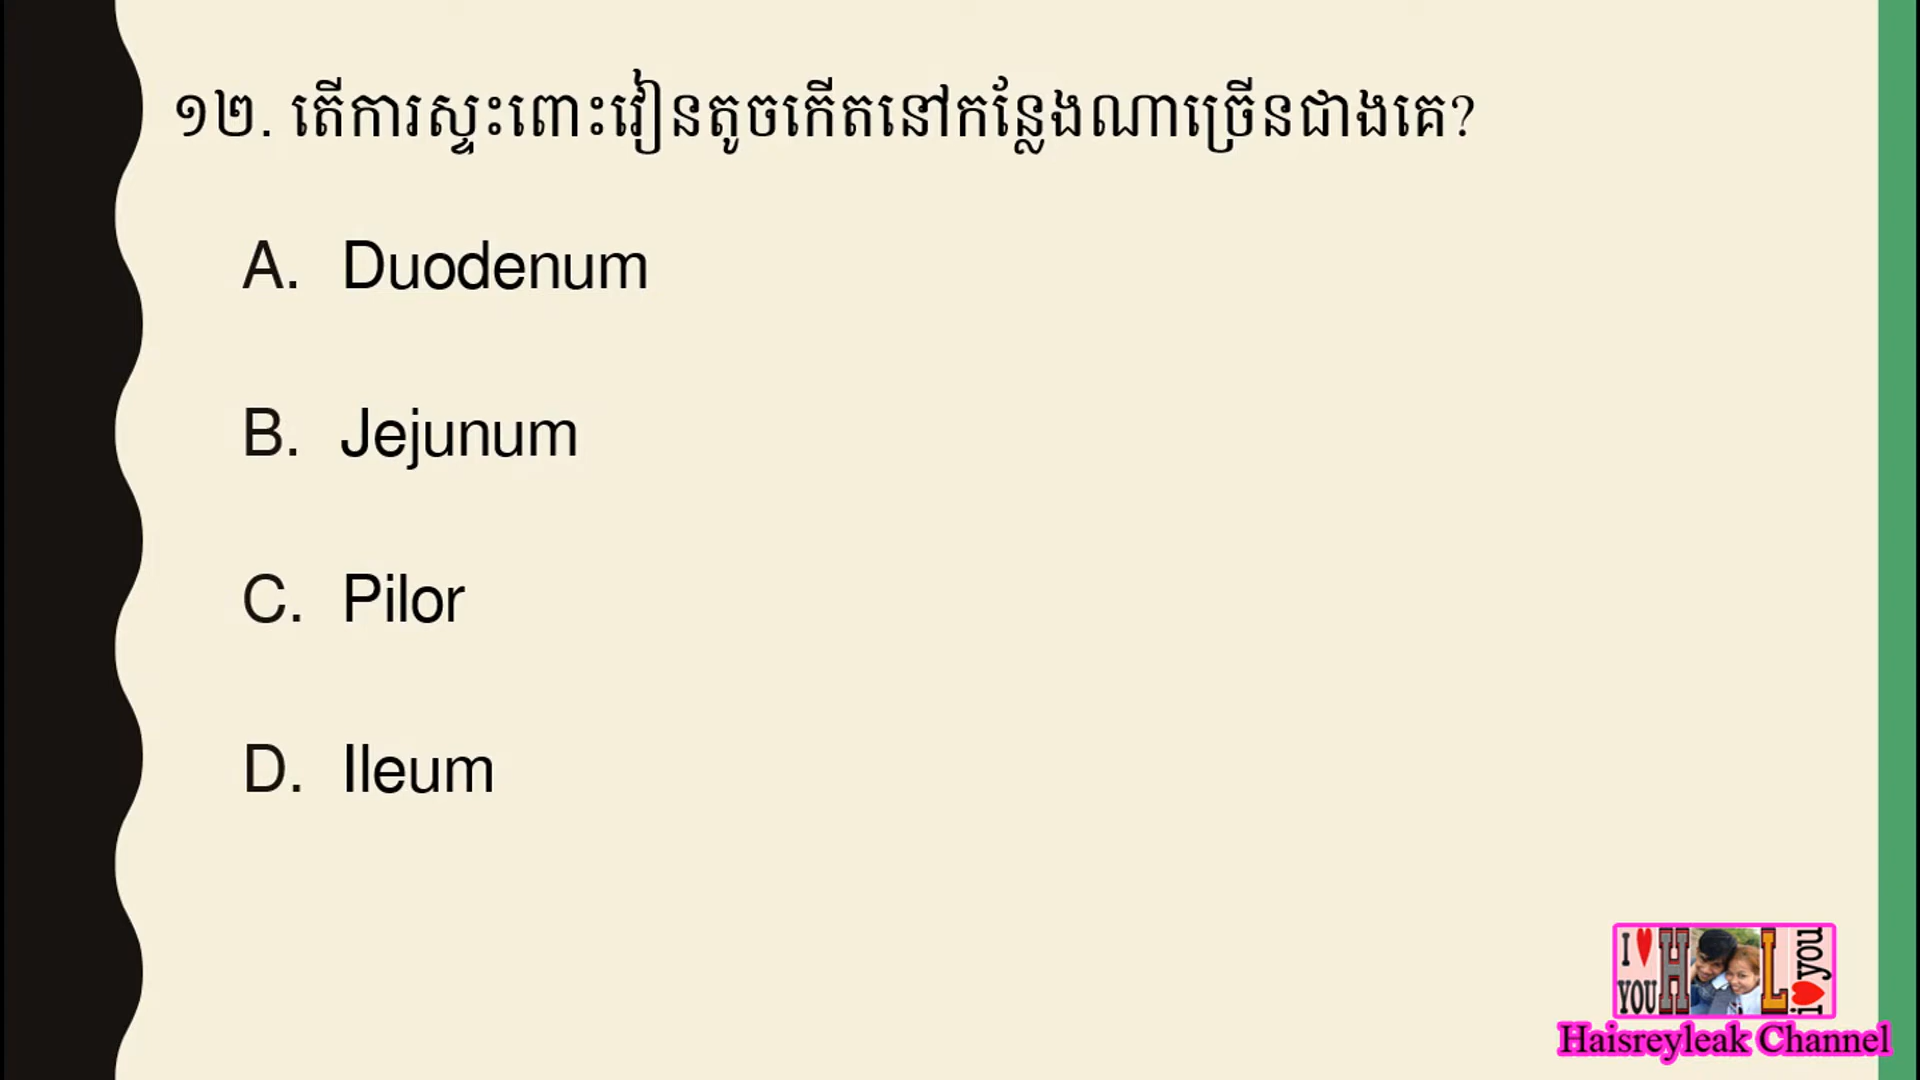 ១២. តើការស្ទះពោះវៀនតូចកើតនៅកន្លែងណាច្រើនជាងគេ?
A. Duodenum
B. Jejunum
C. Pilor
D. Ileum
I ♥ YOU H L i ♥ you
Haisreyleak Channel